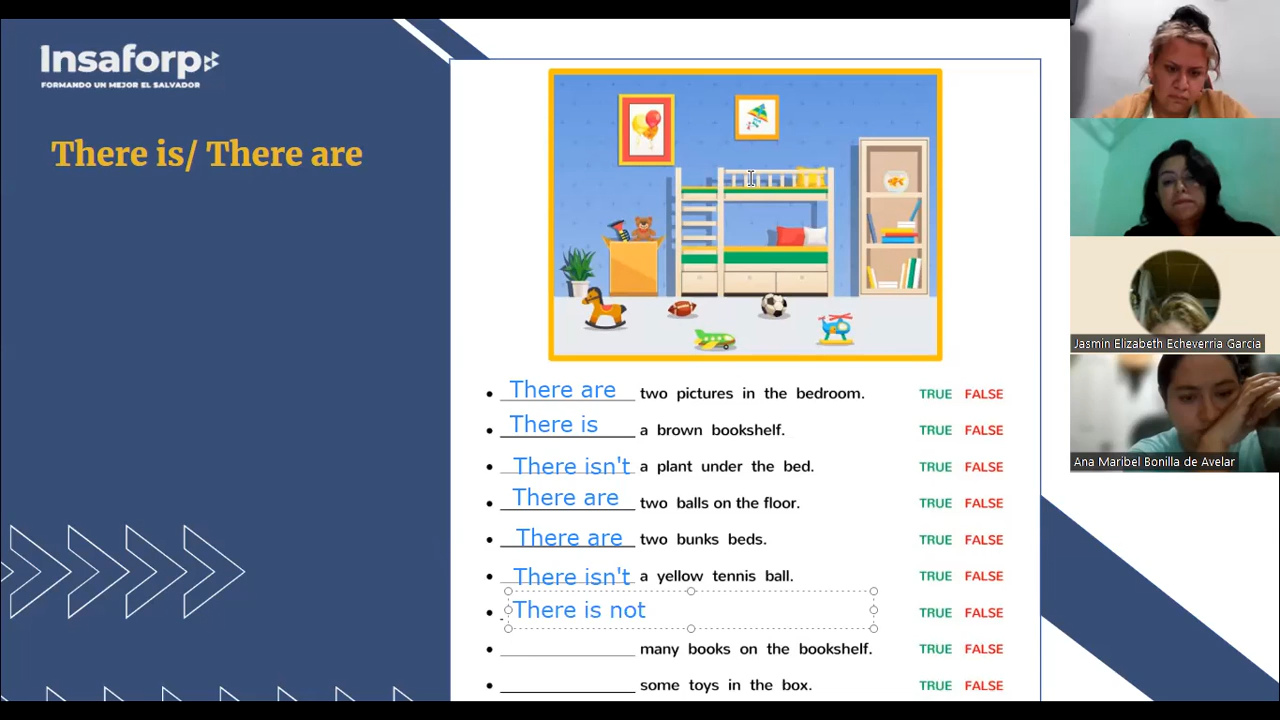 Insaforp
FORMANDO UN MEJOR EL SALVADOR
There is/ There are
• There are two pictures in the bedroom. TRUE FALSE
• There is a brown bookshelf. TRUE FALSE
• There isn't a plant under the bed. TRUE FALSE
• There are two balls on the floor. TRUE FALSE
• There are two bunks beds. TRUE FALSE
• There isn't a yellow tennis ball. TRUE FALSE
• There is not TRUE FALSE
• ____________ many books on the bookshelf. TRUE FALSE
• ____________ some toys in the box. TRUE FALSE
Jasmin Elizabeth Echeverria Garcia
Ana Maribel Bonilla de Avelar